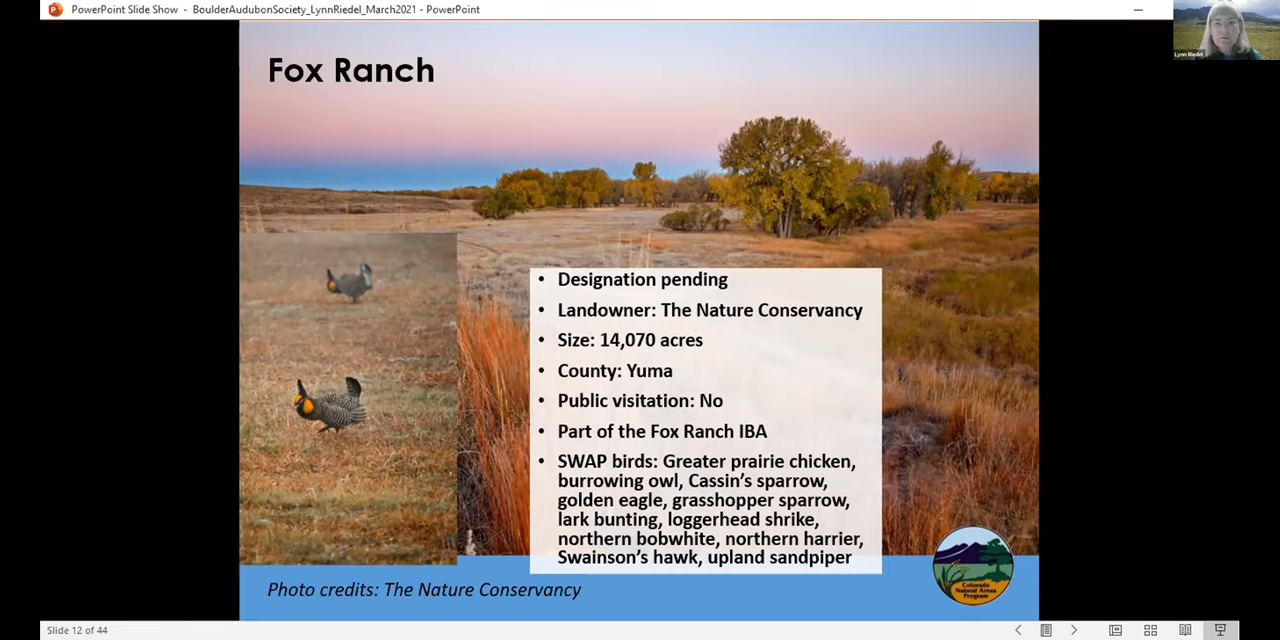 PowerPoint Slide Show - BoulderAudubonSociety_LynnRiedel_March2021 - PowerPoint
Lynn Riedel
Fox Ranch
• Designation pending
• Landowner: The Nature Conservancy
• Size: 14,070 acres
• County: Yuma
• Public visitation: No
• Part of the Fox Ranch IBA
• SWAP birds: Greater prairie chicken,
burrowing owl, Cassin's sparrow,
golden eagle, grasshopper sparrow,
lark bunting, loggerhead shrike,
northern bobwhite, northern harrier,
Swainson's hawk, upland sandpiper
Colorado
Natural Areas
Program
Photo credits: The Nature Conservancy
Slide 12 of 44